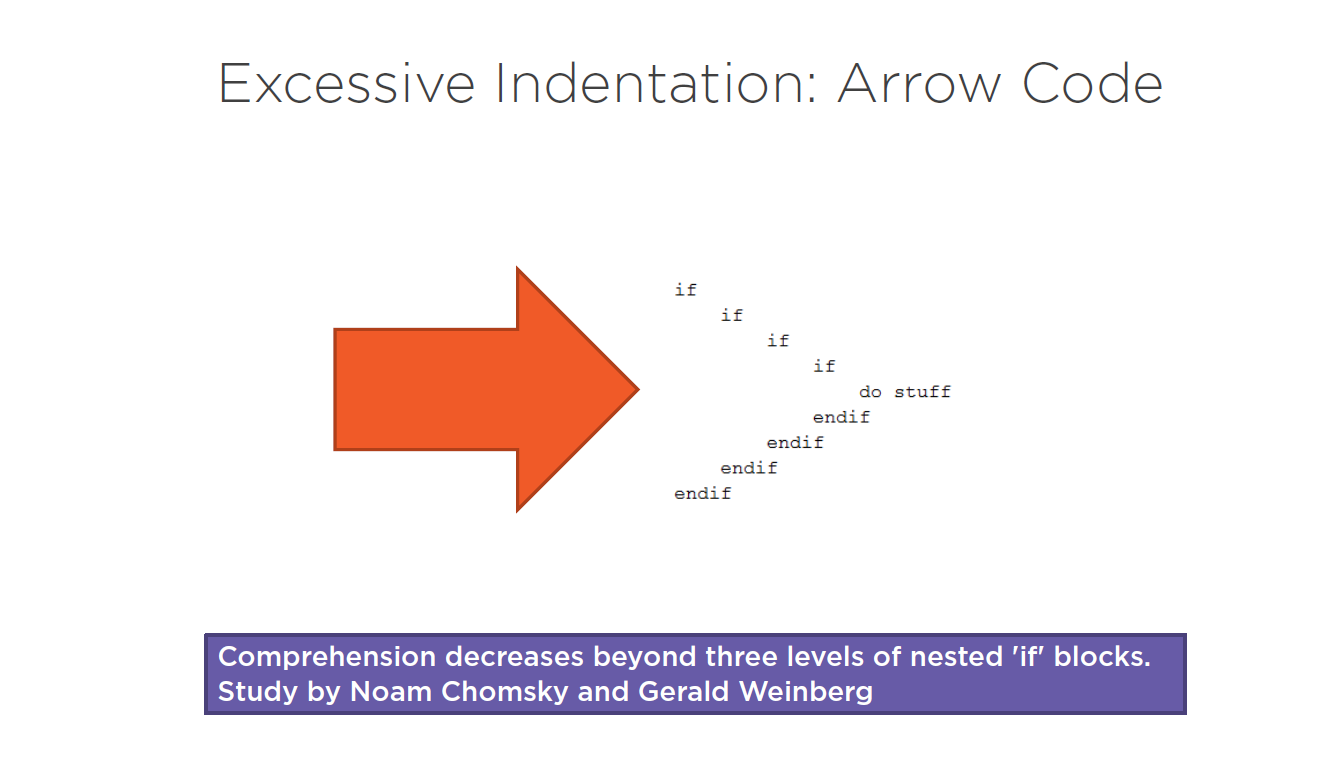 Excessive Indentation: Arrow Code
if
if
if
if
do stuff
endif
endif
endif
endif
Comprehension decreases beyond three levels of nested 'if' blocks.
Study by Noam Chomsky and Gerald Weinberg